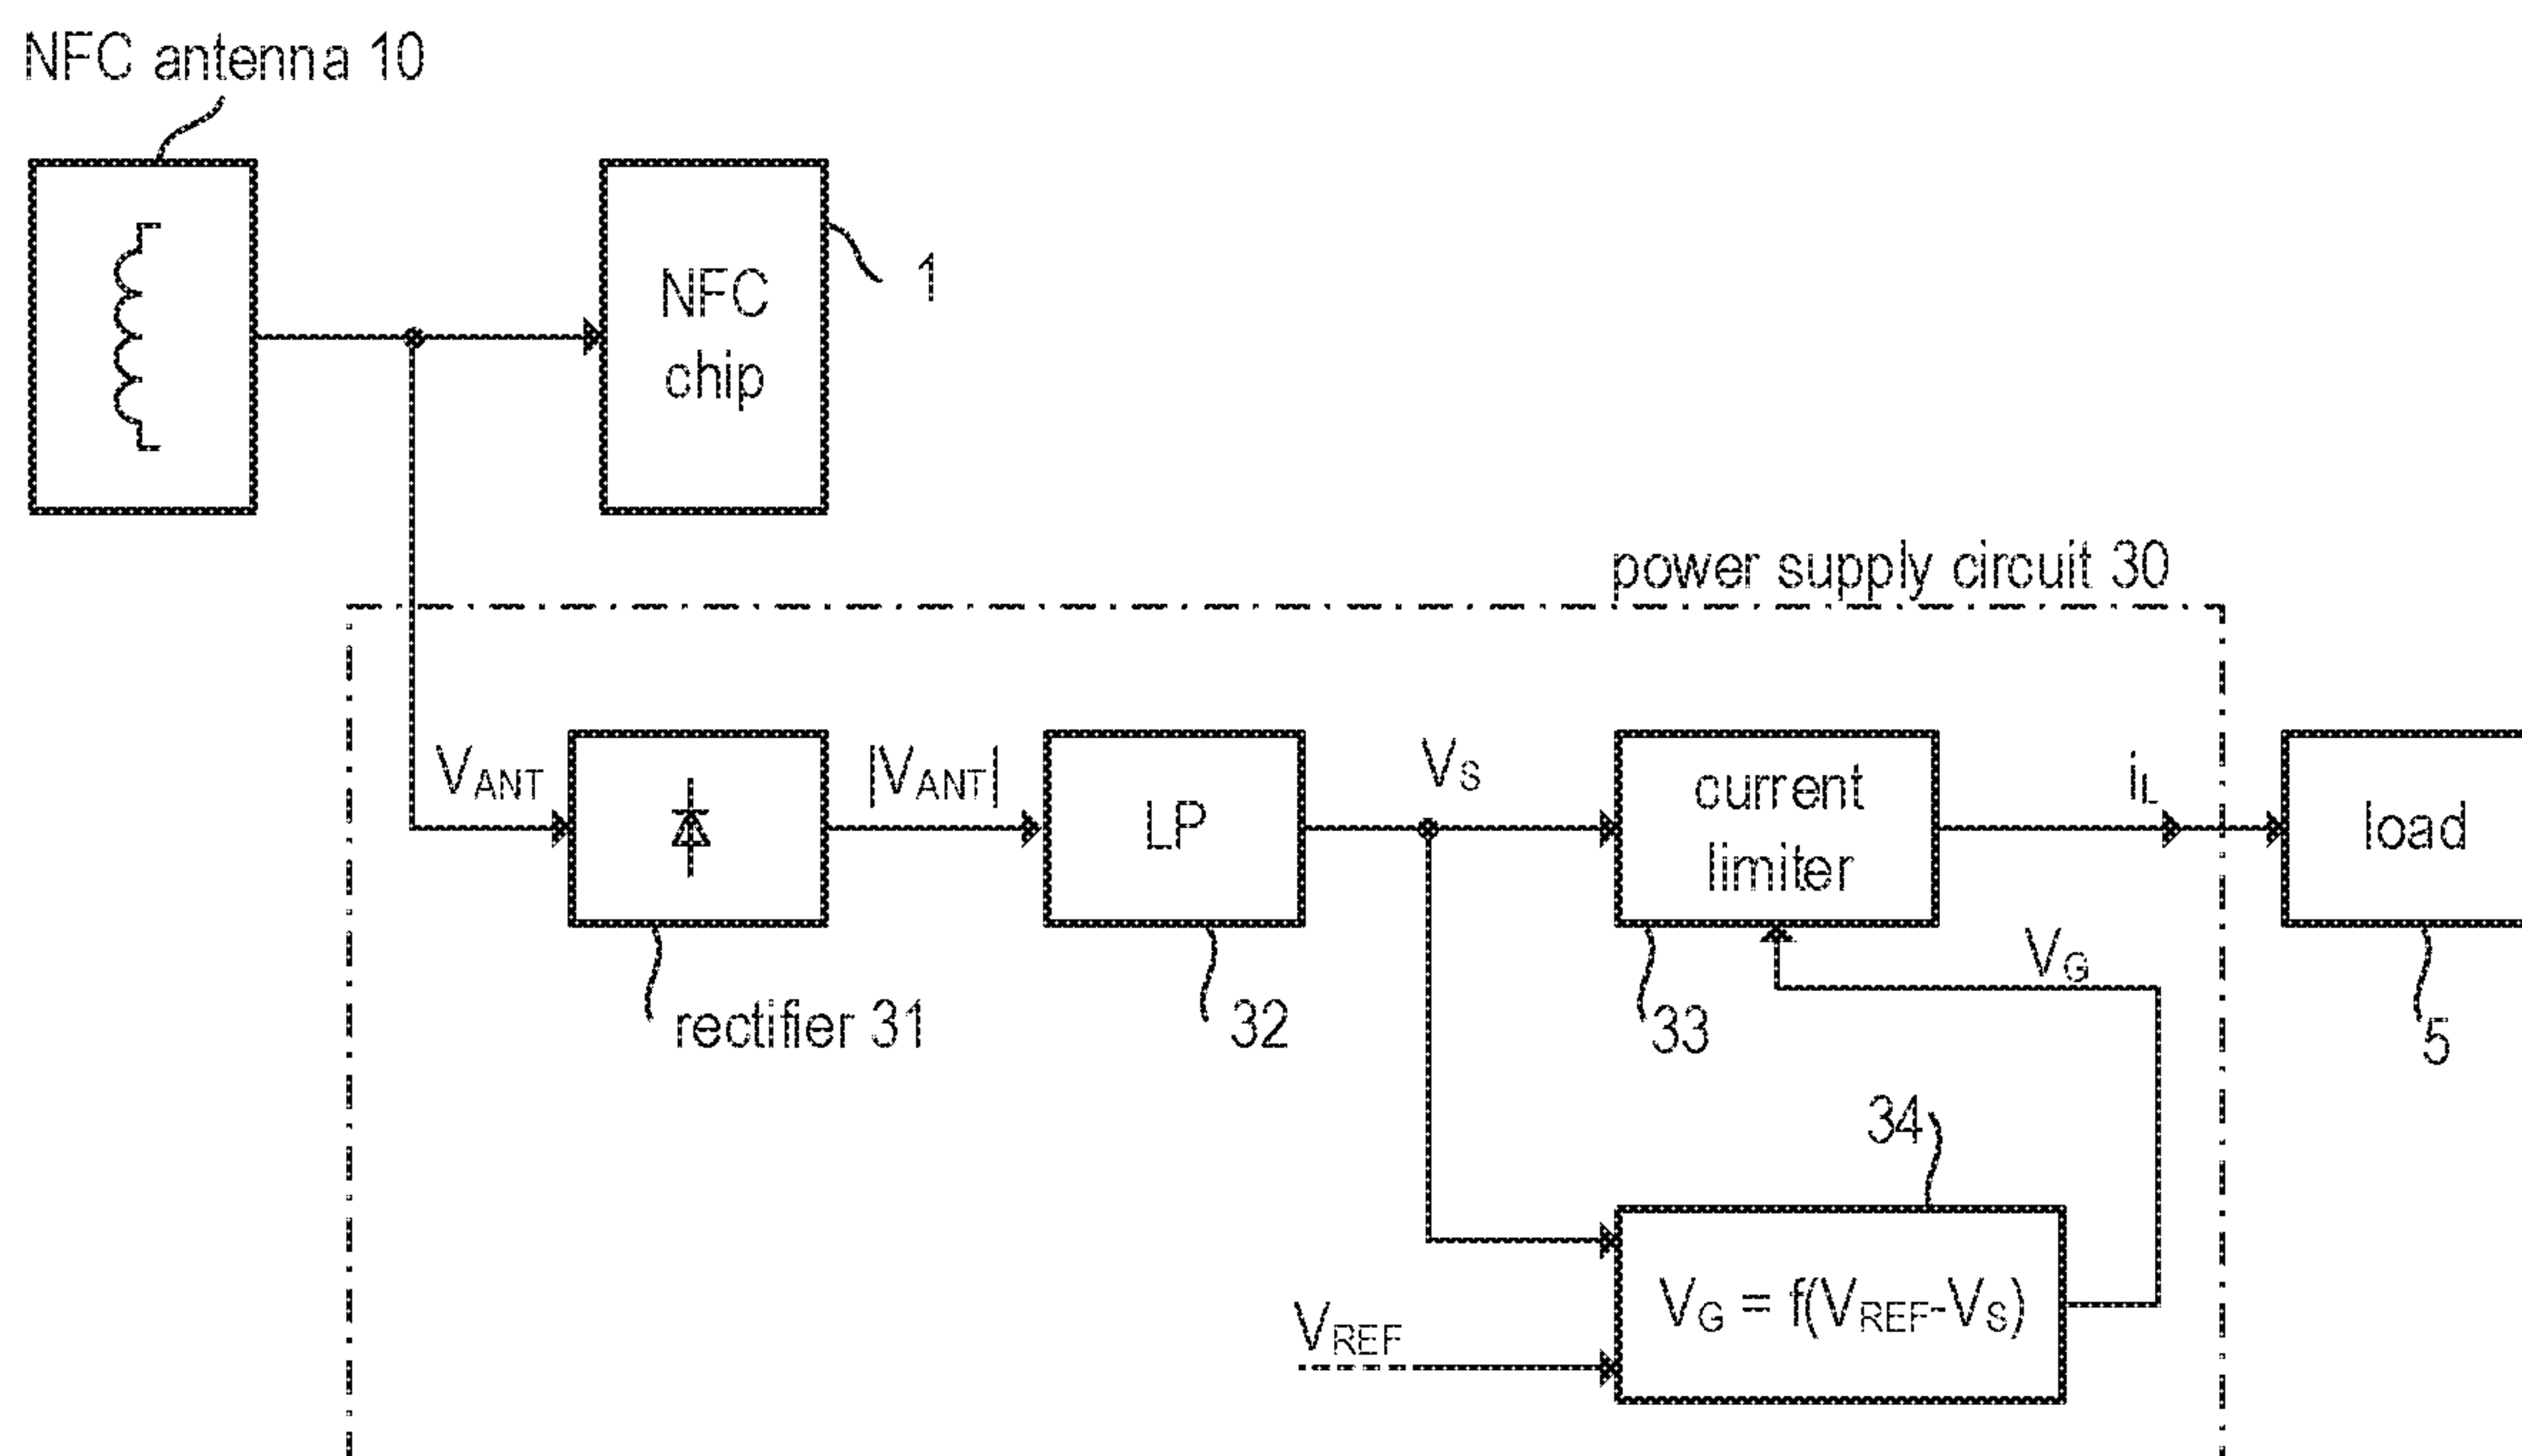 NFC antenna 10
NFC
chip
1
power supply circuit 30
VANT
|VANT|
LP
VS
current
limiter
iL
load
VG
rectifier 31
32
33
5
34
VG = f(VREF-VS)
VREF